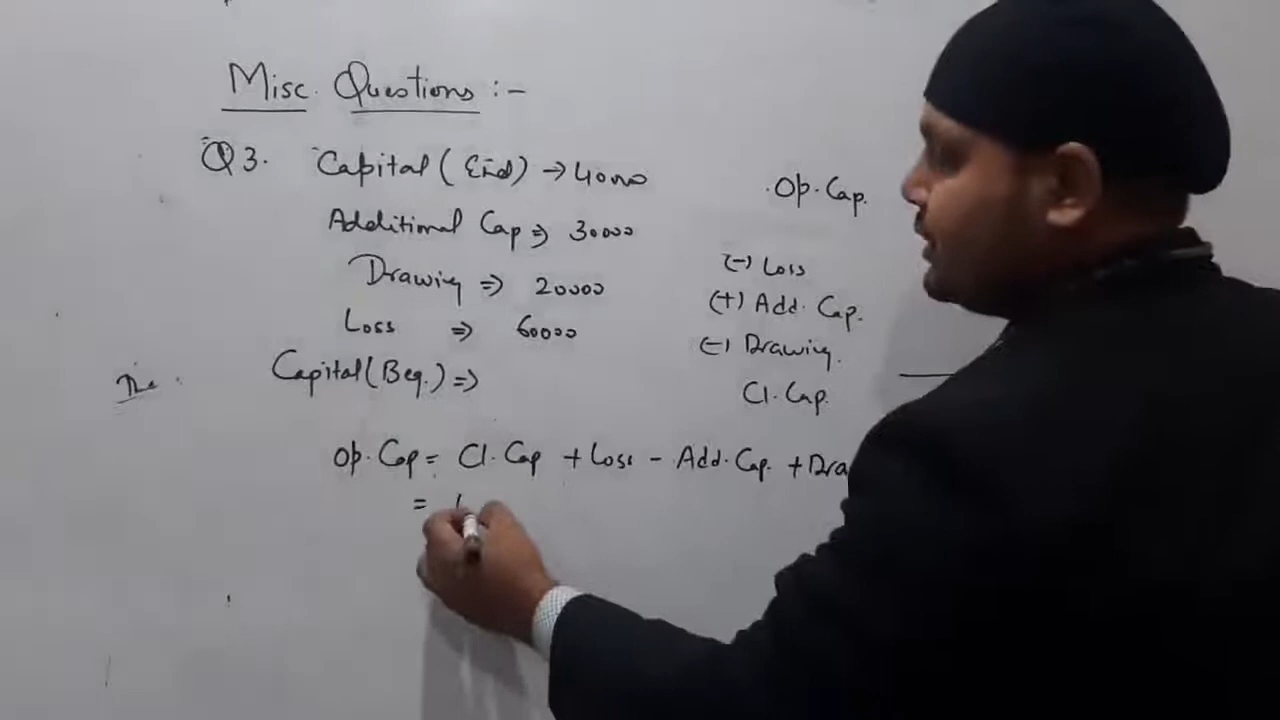 Misc. Questions :-
Q3. Capital (End) → 40000
Additional Cap ⇒ 30000
Drawing ⇒ 20000
Loss ⇒ 60000
Capital (Beg.) ⇒
Op. Cap.
(-) Loss
(+) Add. Cap.
(-) Drawing.
Cl. Cap.
Op. Cap = Cl. Cap + Loss - Add. Cap. + Dra
=